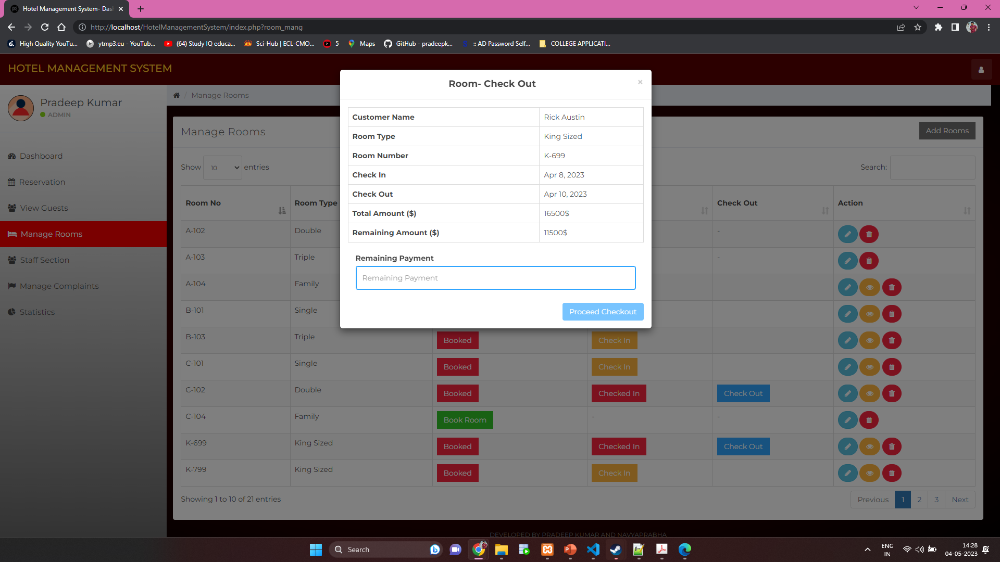 Hotel Management System- Das
http://localhost/HotelManagementSystem/index.php?room_mang
High Quality YouTu...
ytmp3.eu - YouTub...
(64) Study IQ educa...
Sci-Hub | ECL-CMO...
5
Maps
GitHub - pradeepk...
:: AD Password Self...
COLLEGE APPLICATI...
HOTEL MANAGEMENT SYSTEM
Pradeep Kumar
ADMIN
Dashboard
Reservation
View Guests
Manage Rooms
Staff Section
Manage Complaints
Statistics
/ Manage Rooms
Manage Rooms
Add Rooms
Show 10 entries
Search:
Room- Check Out
×
Customer Name Rick Austin
Room Type King Sized
Room Number K-699
Check In Apr 8, 2023
Check Out Apr 10, 2023
Total Amount ($) 16500$
Remaining Amount ($) 11500$
Remaining Payment
Remaining Payment
Proceed Checkout
Room No Room Type Check Out Action
A-102 Double -
A-103 Triple -
A-104 Family
B-101 Single
B-103 Triple Booked Check In
C-101 Single Booked Check In
C-102 Double Booked Checked In Check Out
C-104 Family Book Room - -
K-699 King Sized Booked Checked In Check Out
K-799 King Sized Booked Check In
Showing 1 to 10 of 21 entries
Previous 1 2 3 Next
DEVELOPED BY PRADEEP KUMAR AND NAVYAPRABHA
Search
ENG
IN
14:28
04-05-2023